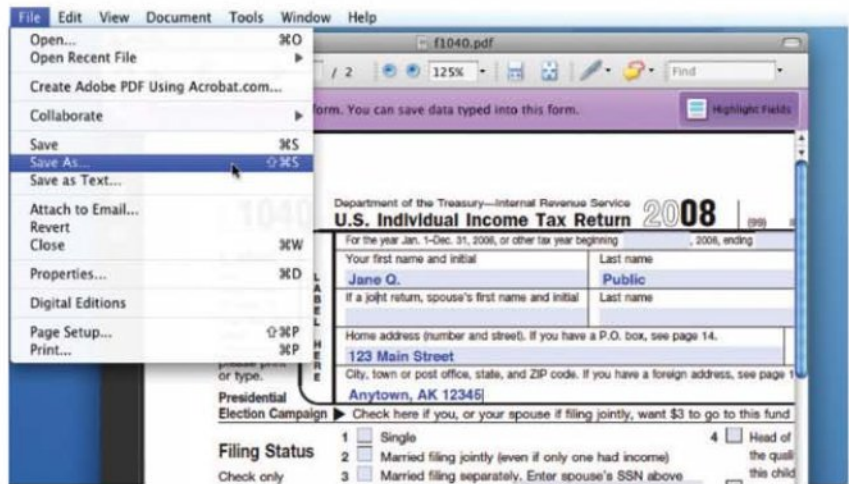 File Edit View Document Tools Window Help
Open... ⌘O
Open Recent File ▶
Create Adobe PDF Using Acrobat.com...
Collaborate ▶
Save ⌘S
Save As... ⇧⌘S
Save as Text...
Attach to Email...
Revert
Close ⌘W
Properties... ⌘D
Digital Editions
Page Setup... ⇧⌘P
Print... ⌘P
f1040.pdf
/ 2 125% Find
form. You can save data typed into this form. Highlight Fields
1040
Department of the Treasury—Internal Revenue Service
U.S. Individual Income Tax Return 2008 (99)
For the year Jan. 1–Dec. 31, 2008, or other tax year beginning , 2008, ending
Your first name and initial Last name
Jane Q. Public
If a joint return, spouse's first name and initial Last name
Home address (number and street). If you have a P.O. box, see page 14.
123 Main Street
City, town or post office, state, and ZIP code. If you have a foreign address, see page 1
Anytown, AK 12345
LABEL
HERE
please print
or type.
Presidential
Election Campaign ▶ Check here if you, or your spouse if filing jointly, want $3 to go to this fund
Filing Status
Check only
1 Single
2 Married filing jointly (even if only one had income)
3 Married filing separately. Enter spouse's SSN above
4 Head of
the quali
this child